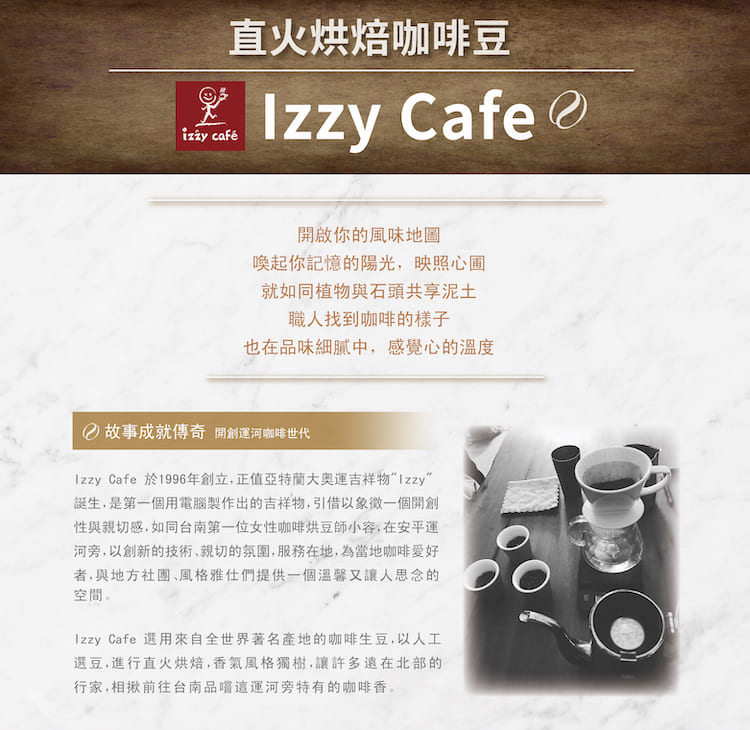 直火烘焙咖啡豆
izzy café
Izzy Cafe
開啟你的風味地圖
喚起你記憶的陽光，映照心圃
就如同植物與石頭共享泥土
職人找到咖啡的樣子
也在品味細膩中，感覺心的溫度
故事成就傳奇 開創運河咖啡世代
Izzy Cafe 於1996年創立,正值亞特蘭大奧運吉祥物"Izzy"
誕生,是第一個用電腦製作出的吉祥物,引借以象徵一個開創
性與親切感,如同台南第一位女性咖啡烘豆師小容,在安平運
河旁,以創新的技術、親切的氛圍,服務在地,為當地咖啡愛好
者,與地方社團、風格雅仕們提供一個溫馨又讓人思念的
空間。
Izzy Cafe 選用來自全世界著名產地的咖啡生豆,以人工
選豆,進行直火烘焙,香氣風格獨樹,讓許多遠在北部的
行家,相揪前往台南品嚐這運河旁特有的咖啡香。